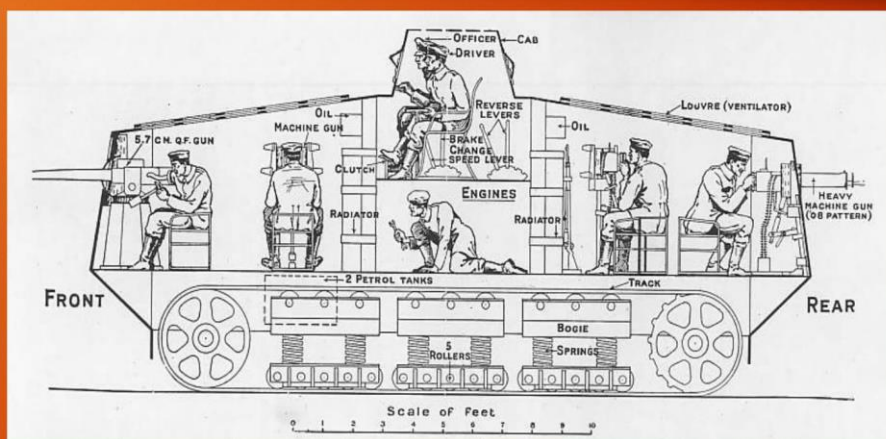 OFFICER
CAB
DRIVER
OIL
MACHINE GUN
REVERSE
LEVERS
OIL
LOUVRE (VENTILATOR)
5.7 CM. Q.F. GUN
BRAKE
CHANGE
SPEED LEVER
CLUTCH
ENGINES
RADIATOR
RADIATOR
HEAVY
MACHINE GUN
('08 PATTERN)
FRONT
2 PETROL TANKS
TRACK
REAR
BOGIE
5
ROLLERS
SPRINGS
Scale of feet
0 1 2 3 4 5 6 7 8 9 10